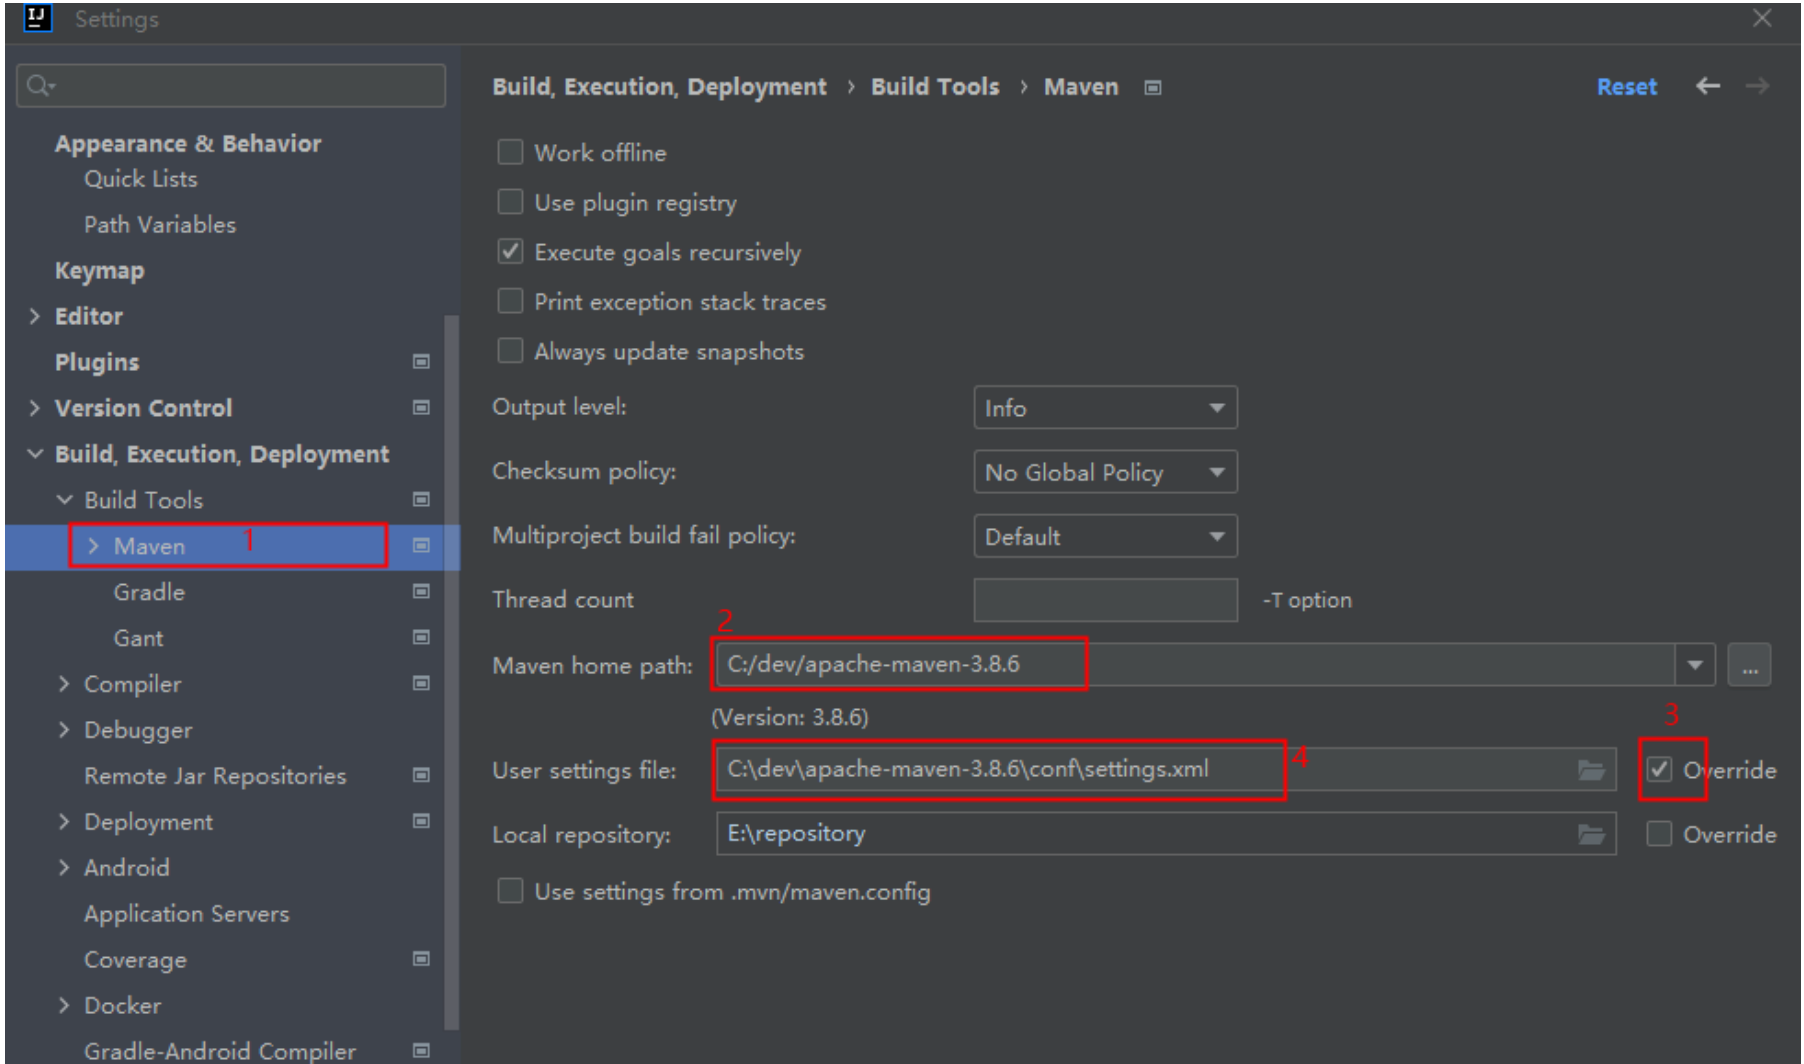 IJ Settings
Appearance & Behavior
Quick Lists
Path Variables
Keymap
Editor
Plugins
Version Control
Build, Execution, Deployment
Build Tools
Maven 1
Gradle
Gant
Compiler
Debugger
Remote Jar Repositories
Deployment
Android
Application Servers
Coverage
Docker
Gradle-Android Compiler
Build, Execution, Deployment › Build Tools › Maven Reset
Work offline
Use plugin registry
Execute goals recursively
Print exception stack traces
Always update snapshots
Output level: Info
Checksum policy: No Global Policy
Multiproject build fail policy: Default
Thread count -T option
2
Maven home path: C:/dev/apache-maven-3.8.6 ...
(Version: 3.8.6)
3
User settings file: C:\dev\apache-maven-3.8.6\conf\settings.xml 4 Override
Local repository: E:\repository Override
Use settings from .mvn/maven.config